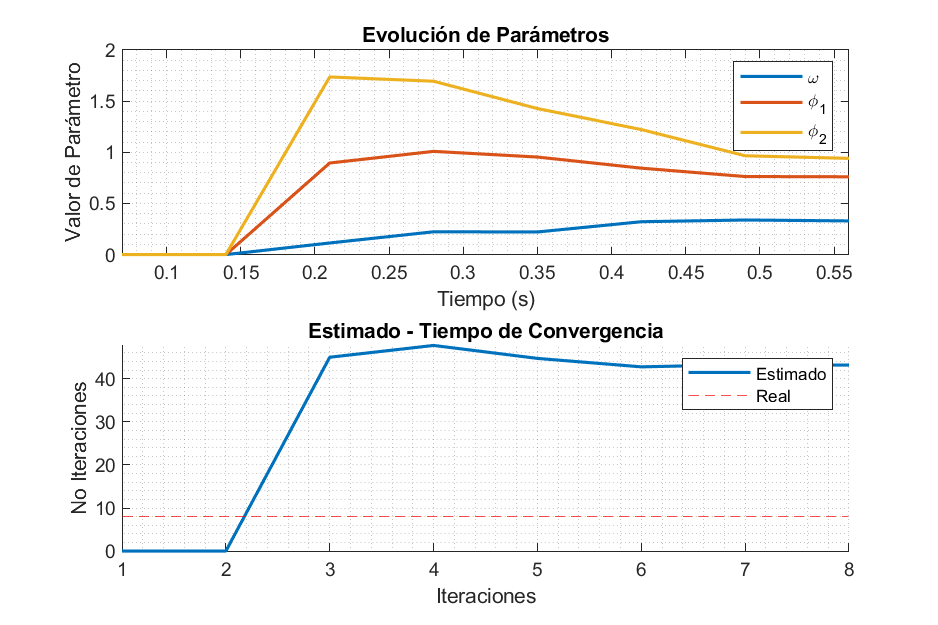 Evolución de Parámetros
Valor de Parámetro
2
1.5
1
0.5
0
0.1
0.15
0.2
0.25
0.3
0.35
0.4
0.45
0.5
0.55
Tiempo (s)
ω
ϕ1
ϕ2
Estimado - Tiempo de Convergencia
No Iteraciones
40
30
20
10
0
1
2
3
4
5
6
7
8
Iteraciones
Estimado
Real